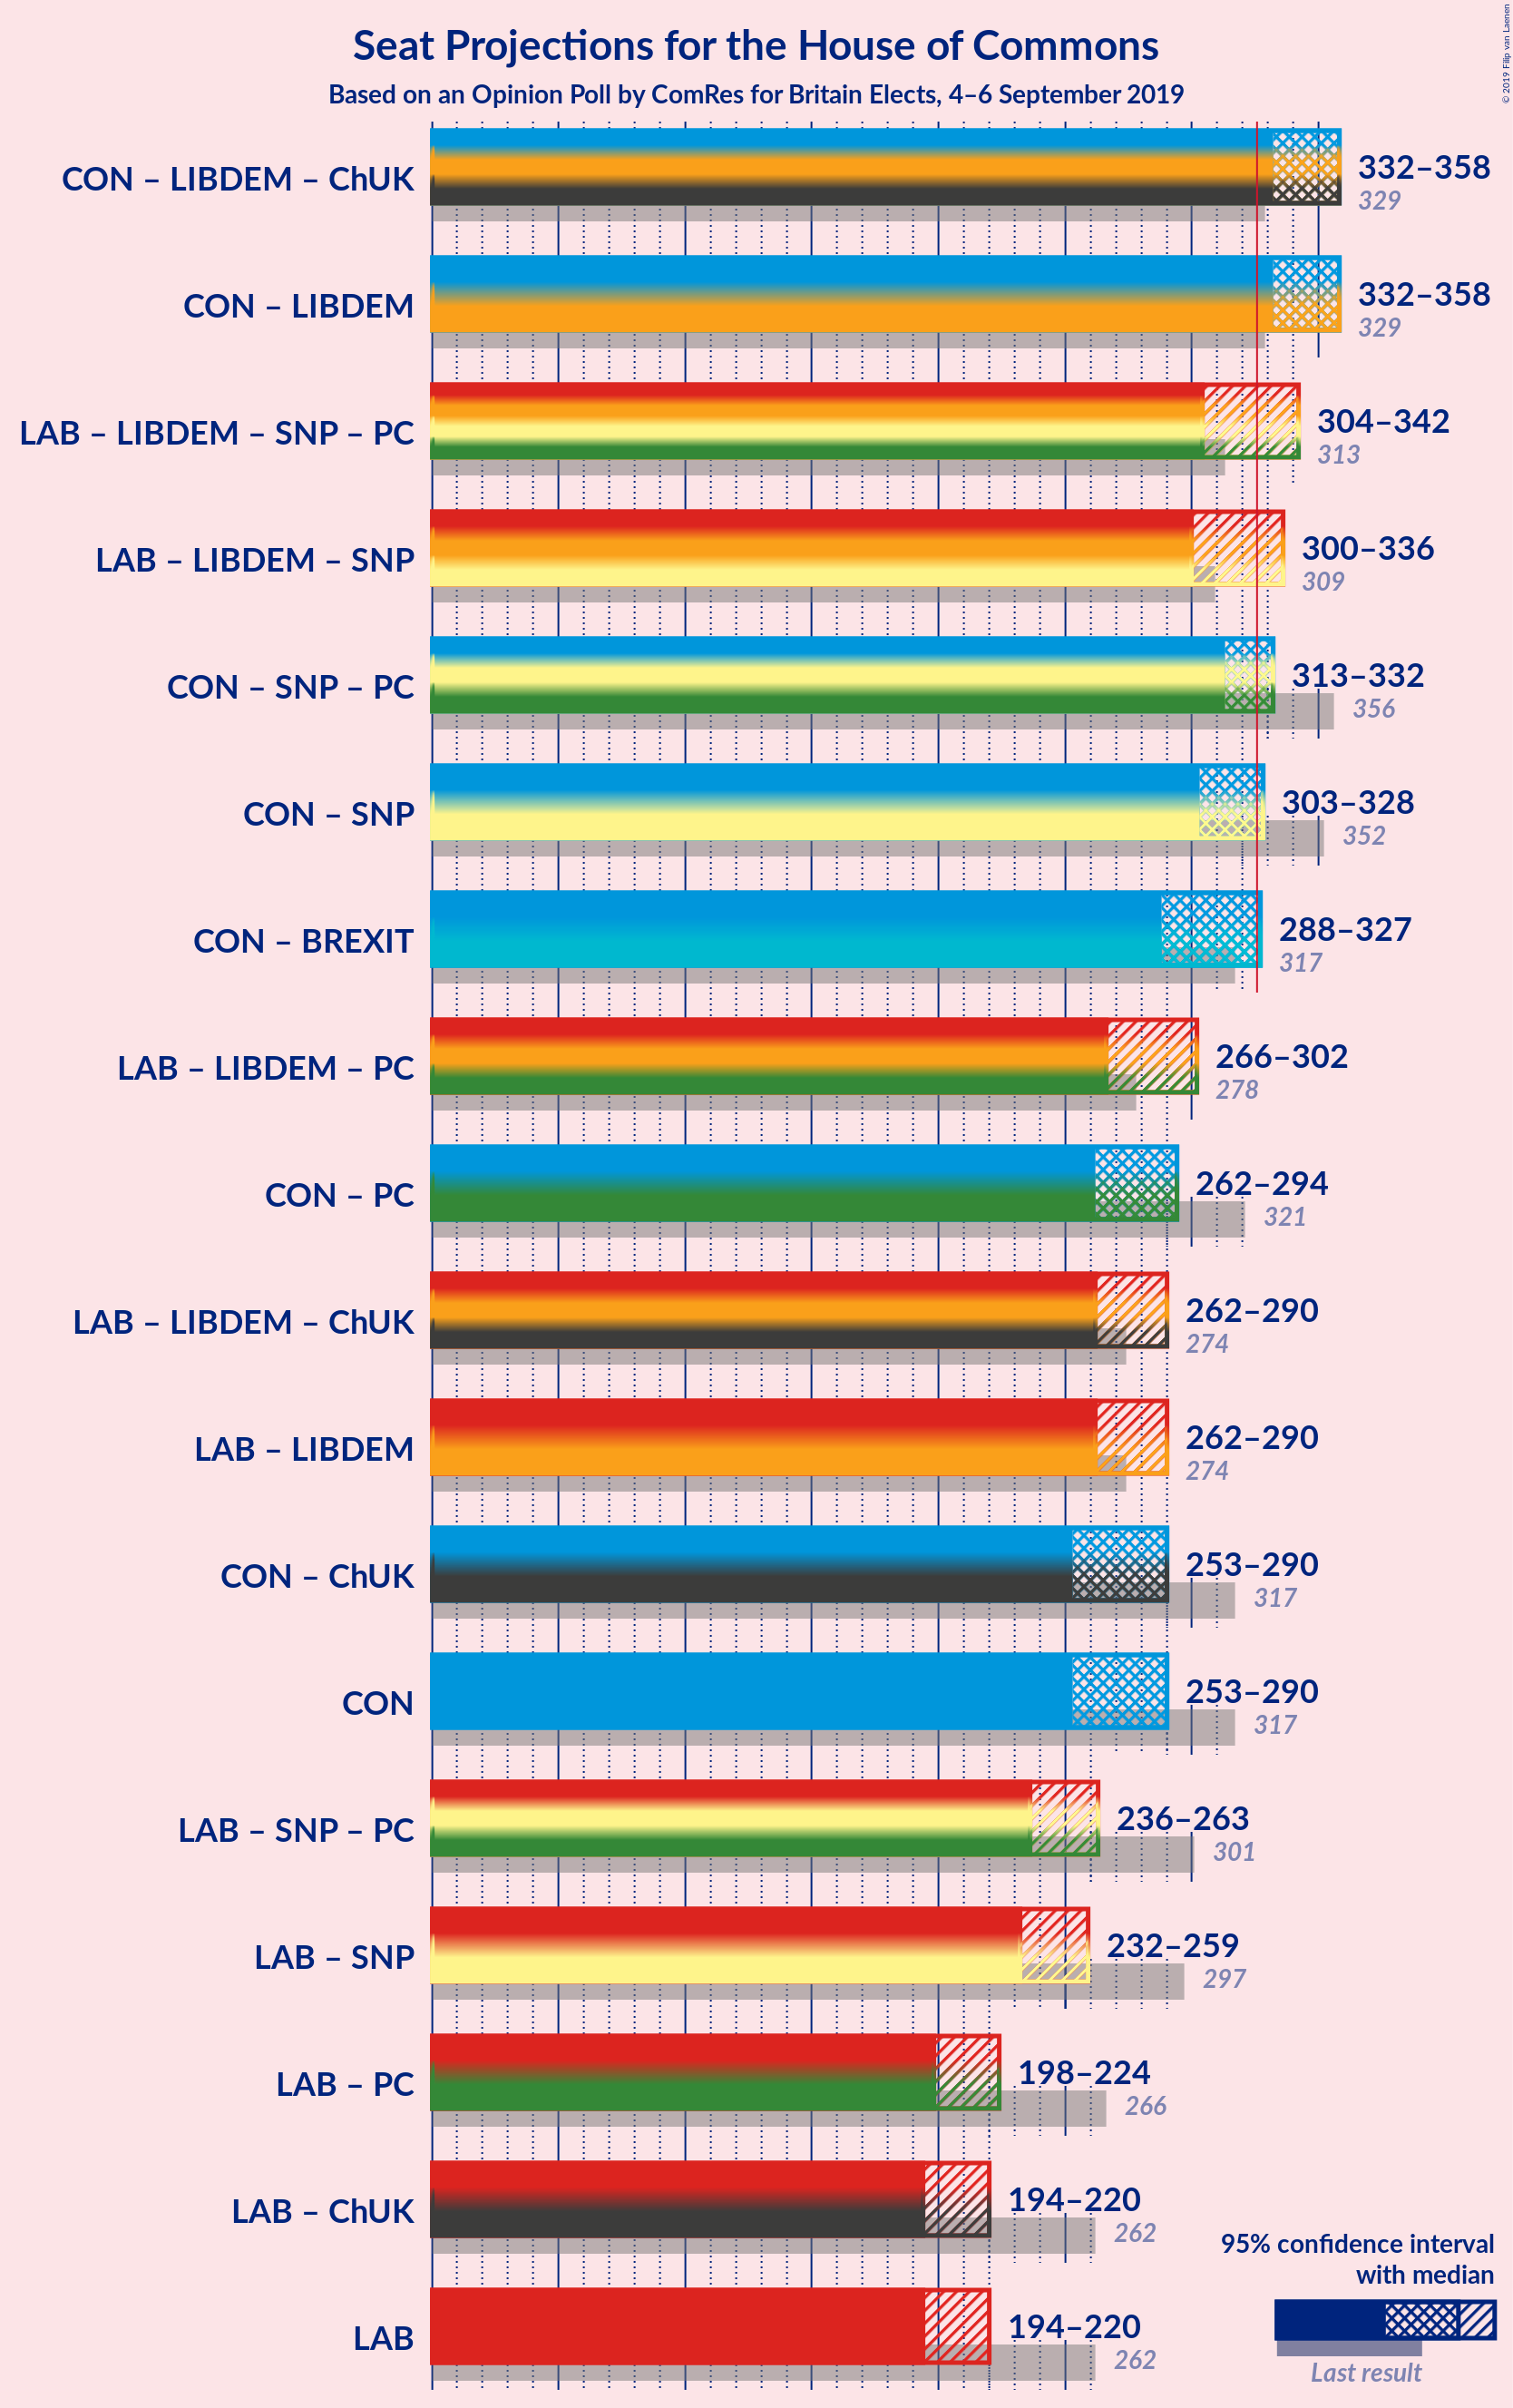 © 2019 Filip van Laenen
Seat Projections for the House of Commons
Based on an Opinion Poll by ComRes for Britain Elects, 4–6 September 2019
CON – LIBDEM – ChUK
332–358
329
CON – LIBDEM
332–358
329
LAB – LIBDEM – SNP – PC
304–342
313
LAB – LIBDEM – SNP
300–336
309
CON – SNP – PC
313–332
356
CON – SNP
303–328
352
CON – BREXIT
288–327
317
LAB – LIBDEM – PC
266–302
278
CON – PC
262–294
321
LAB – LIBDEM – ChUK
262–290
274
LAB – LIBDEM
262–290
274
CON – ChUK
253–290
317
CON
253–290
317
LAB – SNP – PC
236–263
301
LAB – SNP
232–259
297
LAB – PC
198–224
266
LAB – ChUK
194–220
262
LAB
194–220
262
95% confidence interval
with median
Last result